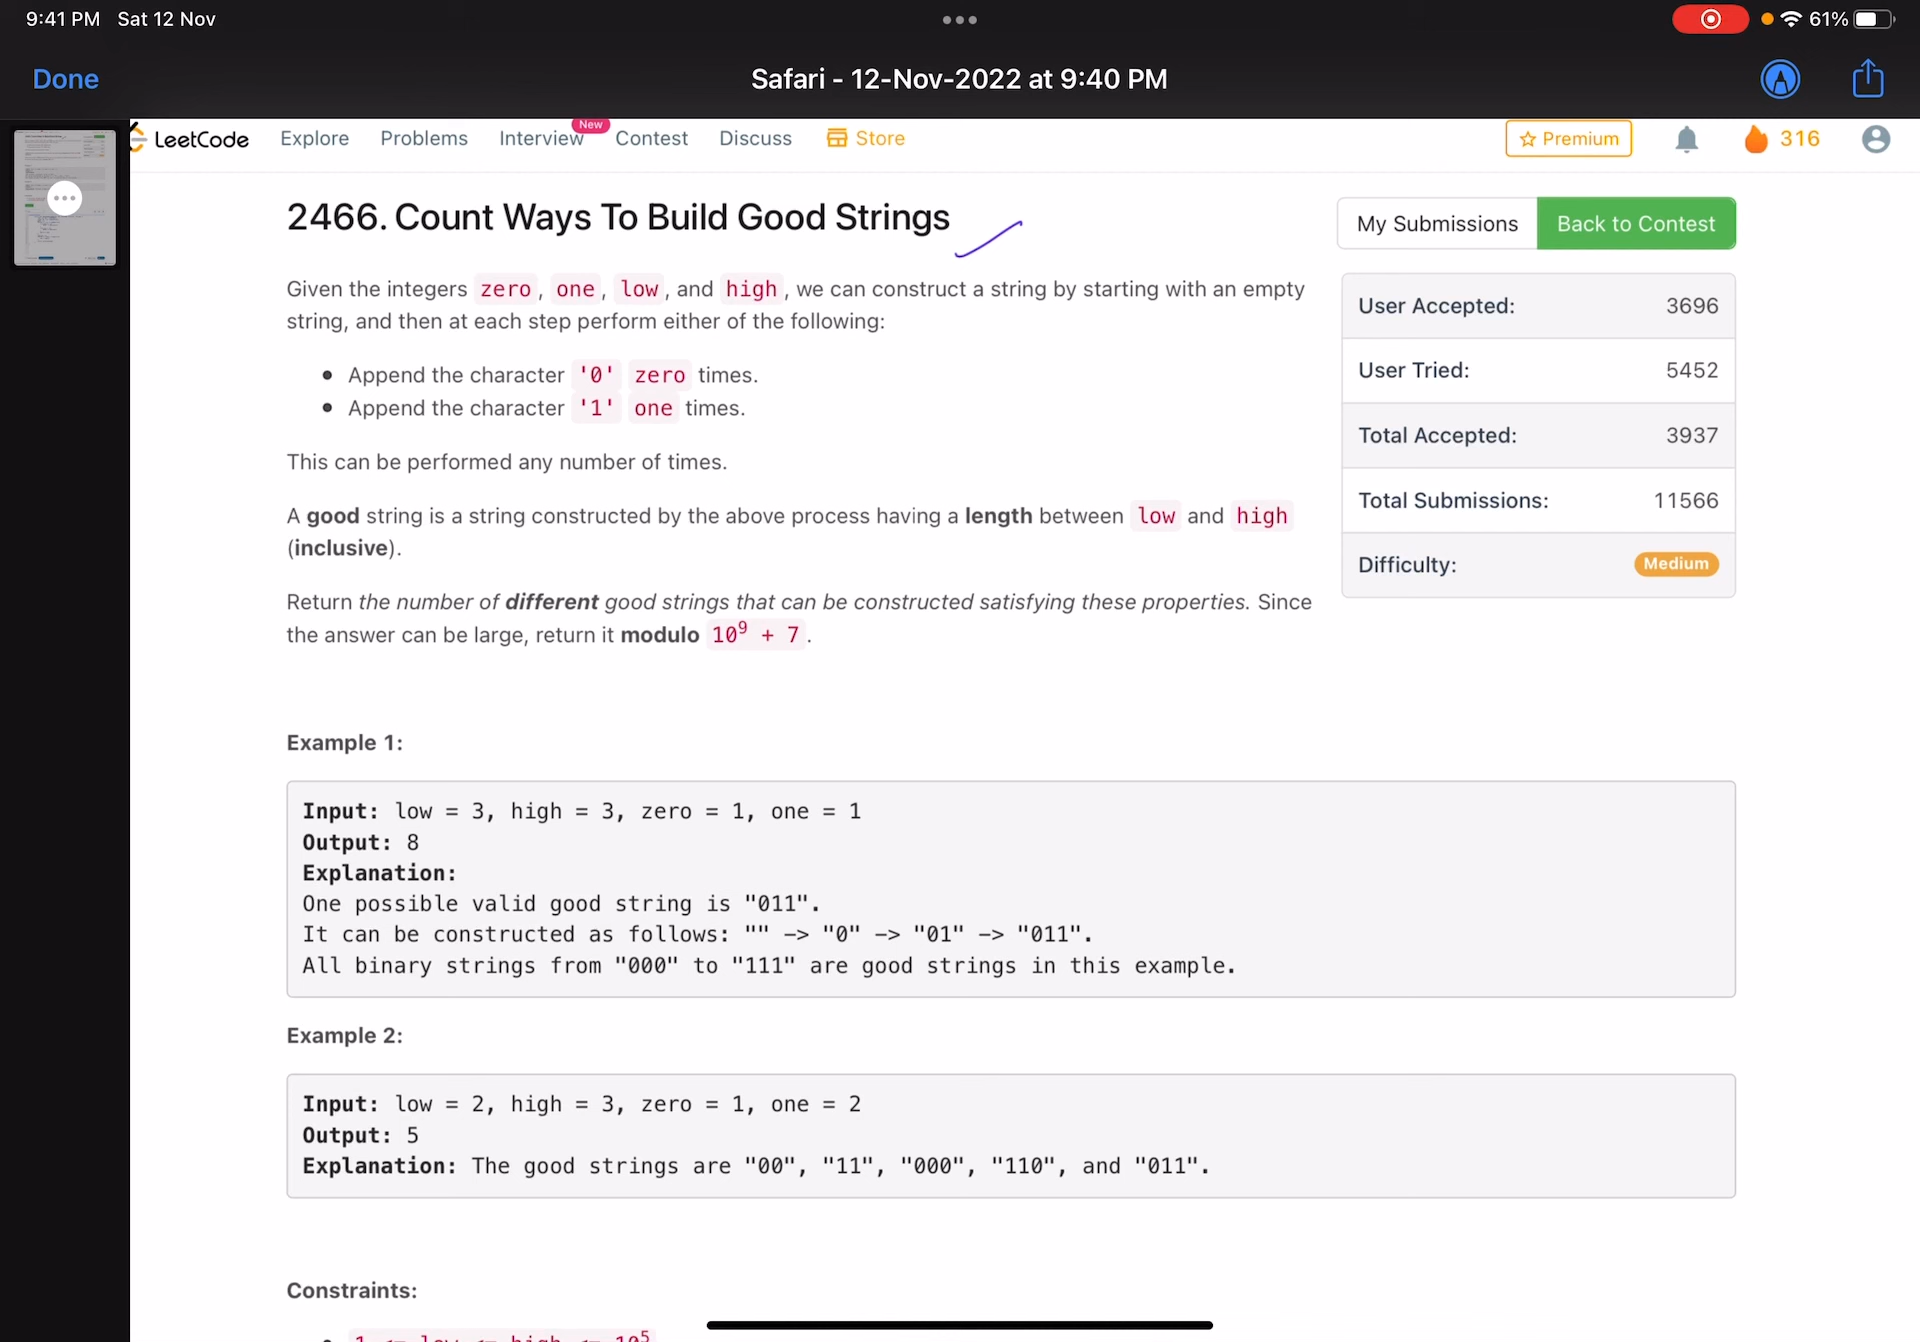 9:41 PM Sat 12 Nov
61%
Done
Safari - 12-Nov-2022 at 9:40 PM
LeetCode Explore Problems Interview New Contest Discuss Store
Premium 316
2466. Count Ways To Build Good Strings
My Submissions Back to Contest
Given the integers zero, one, low, and high, we can construct a string by starting with an empty
string, and then at each step perform either of the following:
• Append the character '0' zero times.
• Append the character '1' one times.
This can be performed any number of times.
A good string is a string constructed by the above process having a length between low and high
(inclusive).
Return the number of different good strings that can be constructed satisfying these properties. Since
the answer can be large, return it modulo 10⁹ + 7.
User Accepted: 3696
User Tried: 5452
Total Accepted: 3937
Total Submissions: 11566
Difficulty: Medium
Example 1:
Input: low = 3, high = 3, zero = 1, one = 1
Output: 8
Explanation:
One possible valid good string is "011".
It can be constructed as follows: "" -> "0" -> "01" -> "011".
All binary strings from "000" to "111" are good strings in this example.
Example 2:
Input: low = 2, high = 3, zero = 1, one = 2
Output: 5
Explanation: The good strings are "00", "11", "000", "110", and "011".
Constraints:
• 1 <= low <= high <= 10⁵